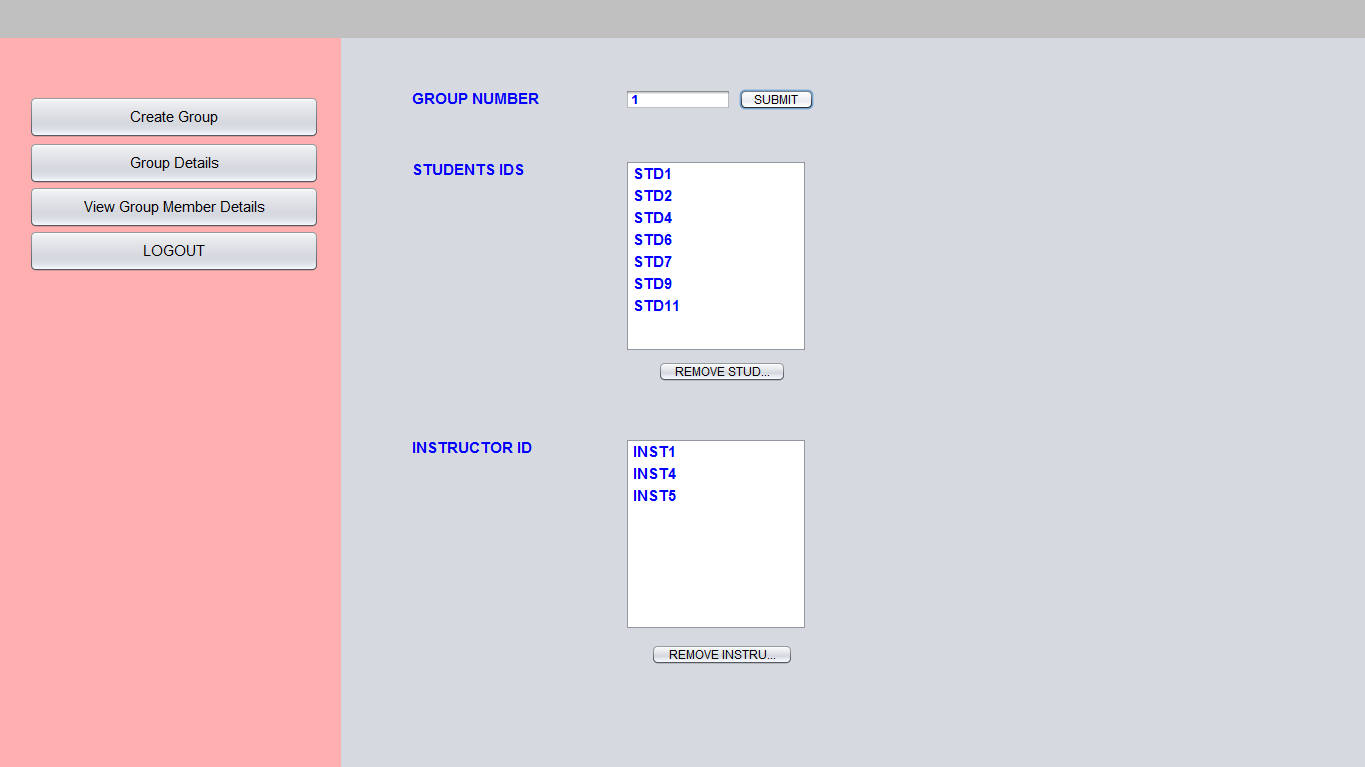 Create Group
Group Details
View Group Member Details
LOGOUT
GROUP NUMBER 1 SUBMIT
STUDENTS IDS
STD1
STD2
STD4
STD6
STD7
STD9
STD11
REMOVE STUD...
INSTRUCTOR ID
INST1
INST4
INST5
REMOVE INSTRU...